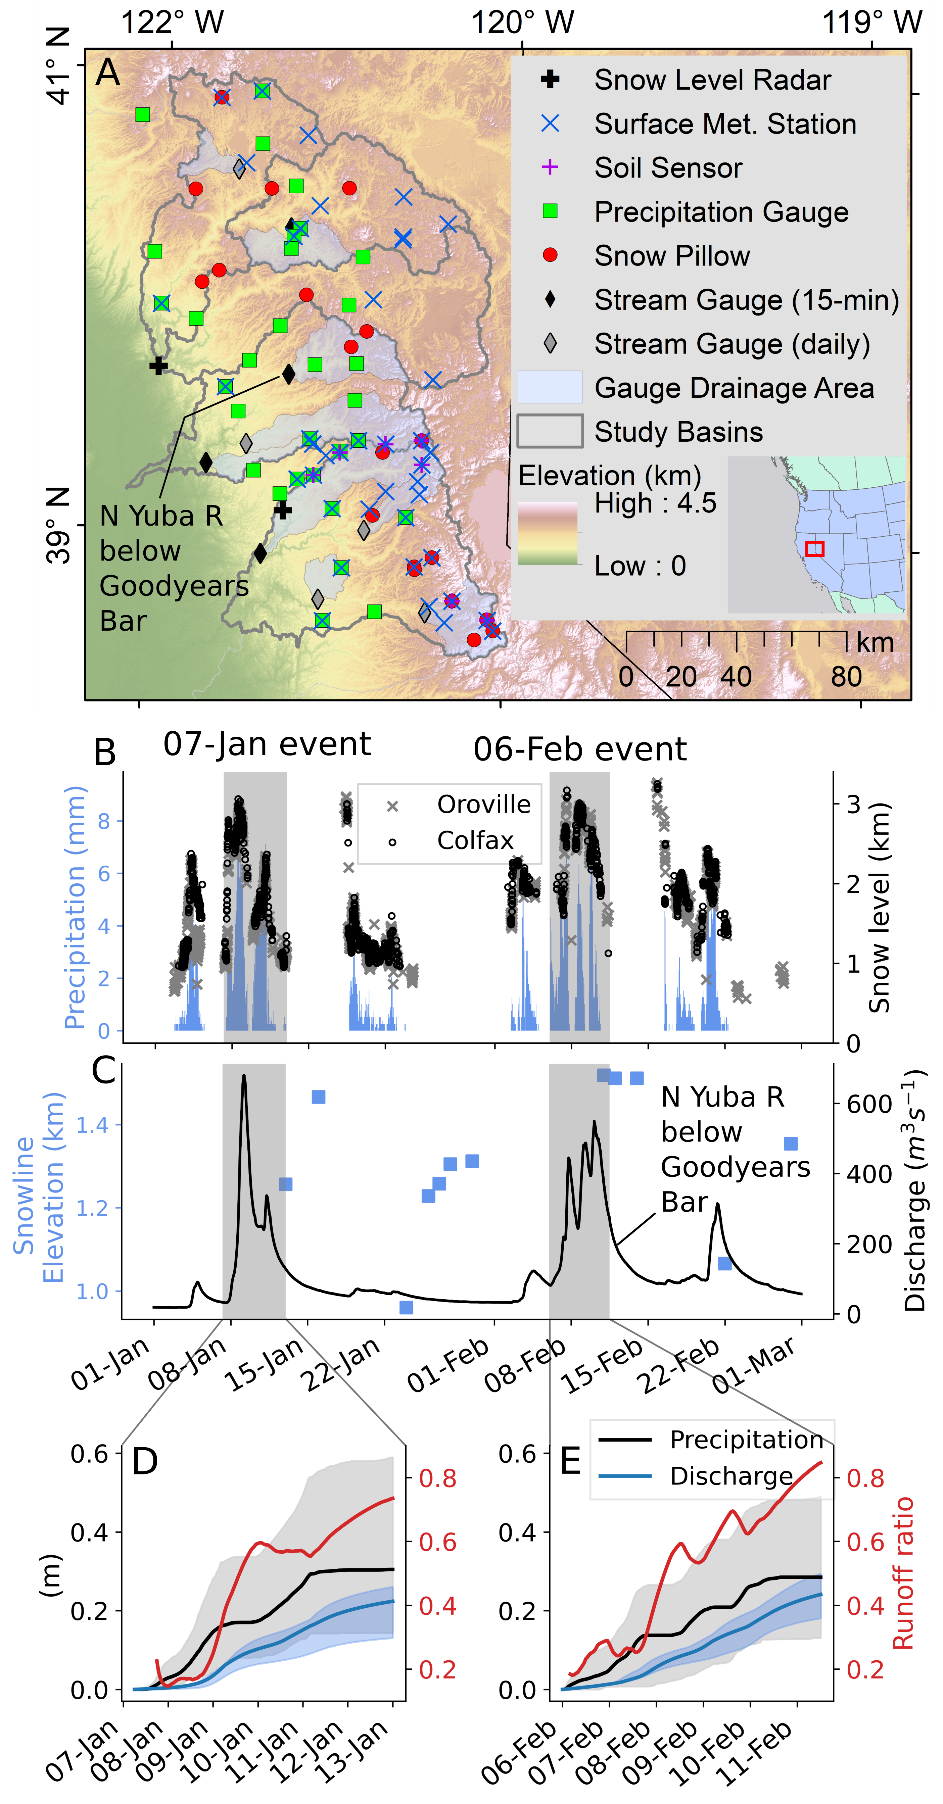 122° W
120° W
119° W
41° N
39° N
A
Snow Level Radar
Surface Met. Station
Soil Sensor
Precipitation Gauge
Snow Pillow
Stream Gauge (15-min)
Stream Gauge (daily)
Gauge Drainage Area
Study Basins
Elevation (km)
High : 4.5
Low : 0
N Yuba R
below
Goodyears
Bar
km
0 20 40 80
B
07-Jan event
06-Feb event
Oroville
Colfax
Precipitation (mm)
8
6
4
2
0
Snow level (km)
3
2
1
0
C
Snowline
Elevation (km)
1.4
1.2
1.0
N Yuba R
below
Goodyears
Bar
Discharge (m³s⁻¹)
600
400
200
0
01-Jan
08-Jan
15-Jan
22-Jan
01-Feb
08-Feb
15-Feb
22-Feb
01-Mar
D
(m)
0.6
0.4
0.2
0.0
0.8
0.6
0.4
0.2
07-Jan
08-Jan
09-Jan
10-Jan
11-Jan
12-Jan
13-Jan
E
Precipitation
Discharge
0.6
0.4
0.2
0.0
0.8
0.6
0.4
0.2
Runoff ratio
06-Feb
07-Feb
08-Feb
09-Feb
10-Feb
11-Feb